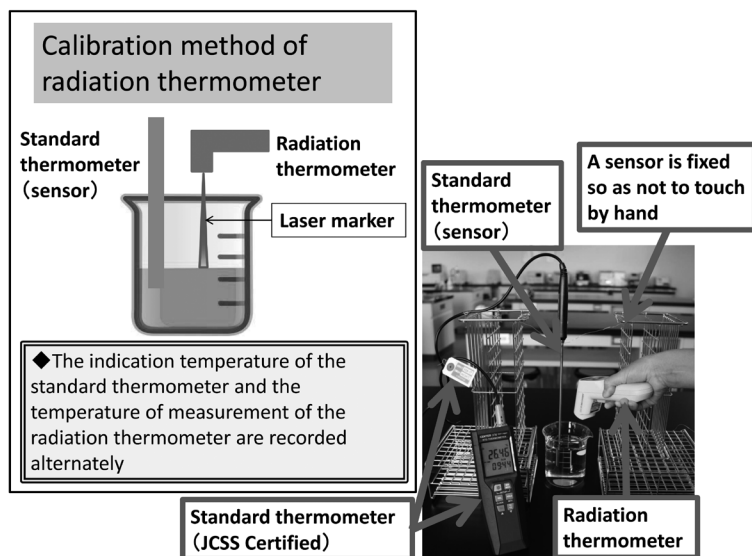 Calibration method of
radiation thermometer
Standard
thermometer
（sensor）
Radiation
thermometer
Laser marker
◆The indication temperature of the
standard thermometer and the
temperature of measurement of the
radiation thermometer are recorded
alternately
Standard
thermometer
（sensor）
A sensor is fixed
so as not to touch
by hand
Standard thermometer
（JCSS Certified）
Radiation
thermometer